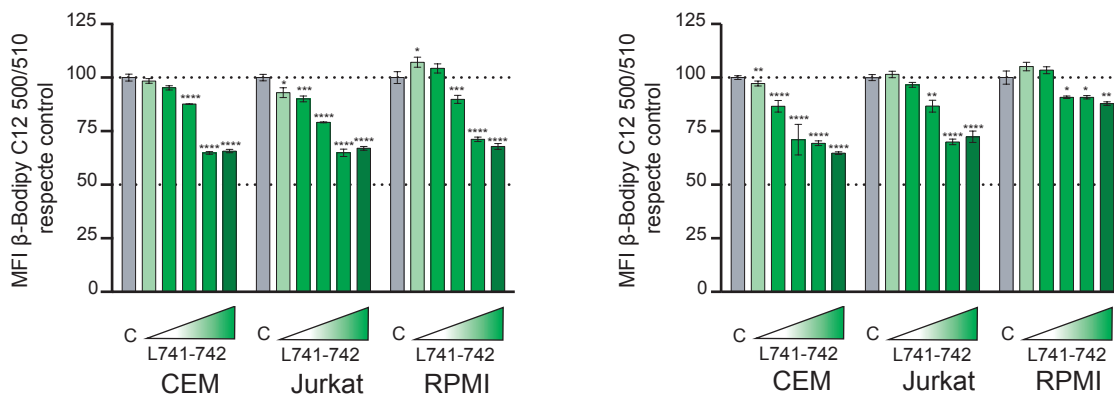 MFI β-Bodipy C12 500/510
respecte control
125
100
75
50
25
0
**** **** ****
* *** **** **** ****
* *** **** ****
C
L741-742
CEM
C
L741-742
Jurkat
C
L741-742
RPMI
MFI β-Bodipy C12 500/510
respecte control
125
100
75
50
25
0
** **** **** **** ****
** **** ****
* * **
C
L741-742
CEM
C
L741-742
Jurkat
C
L741-742
RPMI